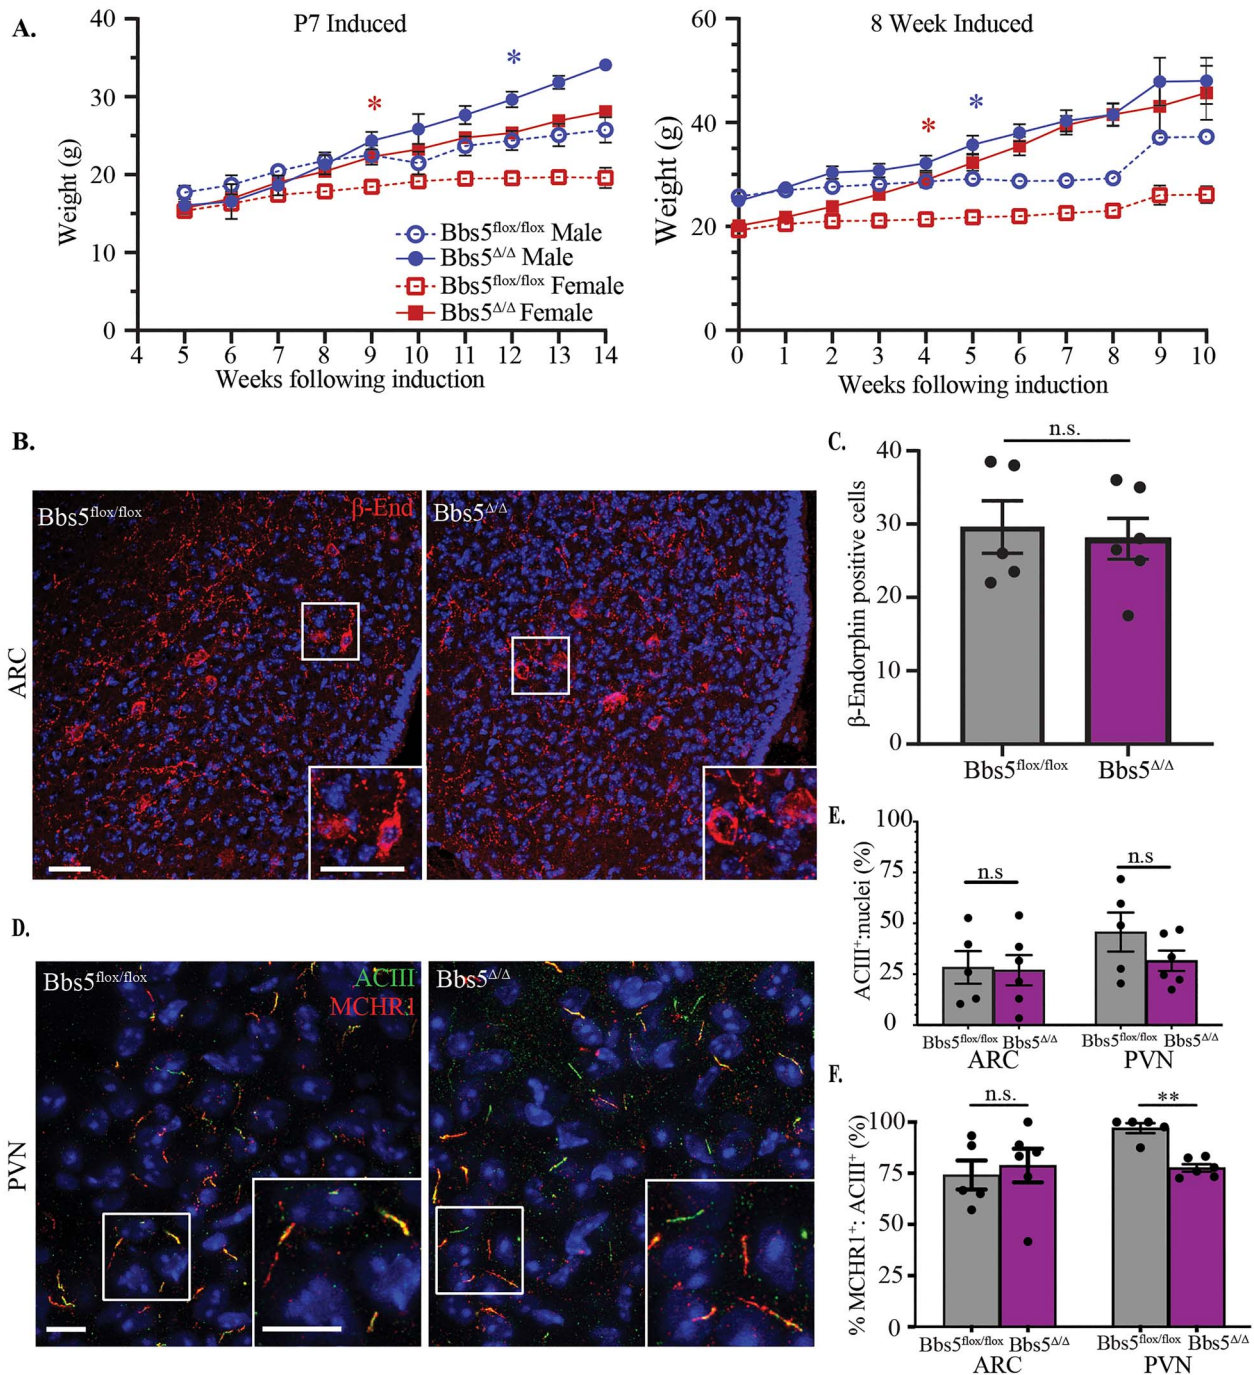 A.
P7 Induced
40
30
20
10
0
Weight (g)
*
*
Bbs5flox/flox Male
Bbs5Δ/Δ Male
Bbs5flox/flox Female
Bbs5Δ/Δ Female
4 5 6 7 8 9 10 11 12 13 14
Weeks following induction
8 Week Induced
60
40
20
0
Weight (g)
*
*
0 1 2 3 4 5 6 7 8 9 10
Weeks following induction
B.
ARC
Bbs5flox/flox
β-End
Bbs5Δ/Δ
C.
n.s.
40
30
20
10
0
β-Endorphin positive cells
Bbs5flox/flox Bbs5Δ/Δ
D.
PVN
Bbs5flox/flox
ACIII
MCHR1
Bbs5Δ/Δ
E.
100
75
50
25
0
ACIII+:nuclei (%)
n.s
n.s
Bbs5flox/flox Bbs5Δ/Δ Bbs5flox/flox Bbs5Δ/Δ
ARC PVN
F.
n.s.
**
100
75
50
25
0
% MCHR1+: ACIII+ (%)
Bbs5flox/flox Bbs5Δ/Δ Bbs5flox/flox Bbs5Δ/Δ
ARC PVN